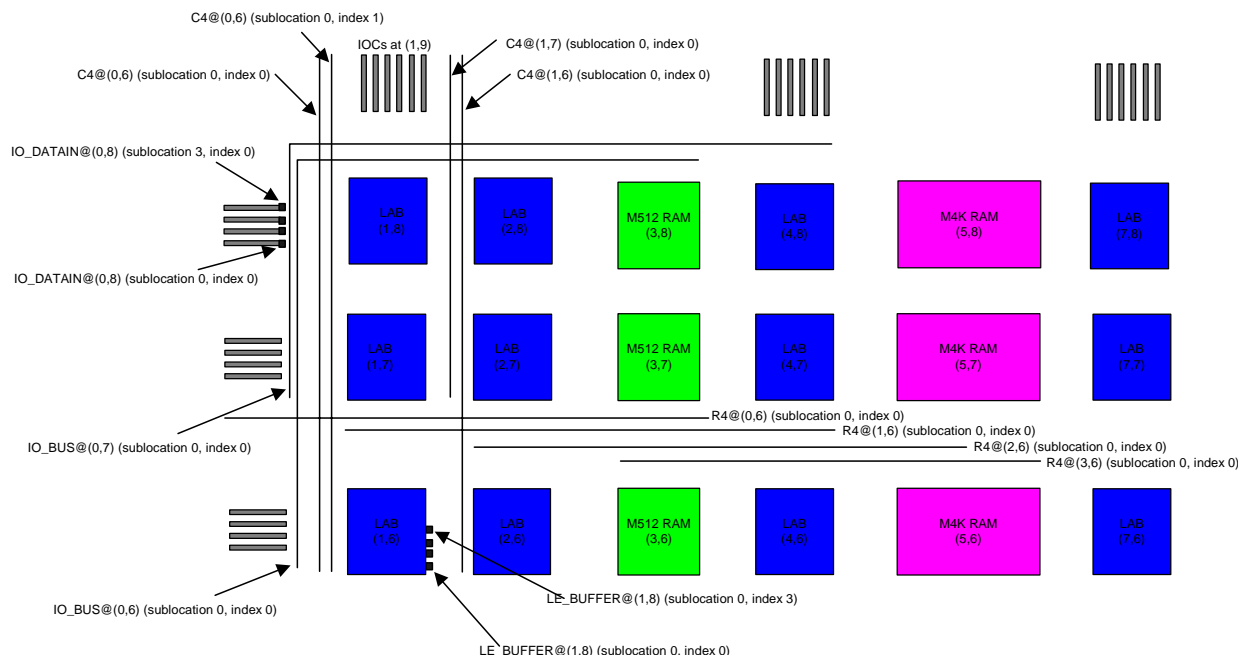 C4@(0,6) (sublocation 0, index 1)
IOCs at (1,9)
C4@(1,7) (sublocation 0, index 0)
C4@(0,6) (sublocation 0, index 0)
C4@(1,6) (sublocation 0, index 0)
IO_DATAIN@(0,8) (sublocation 3, index 0)
LAB
(1,8)
LAB
(2,8)
M512 RAM
(3,8)
LAB
(4,6)
M4K RAM
(5,8)
LAB
(7,8)
IO_DATAIN@(0,8) (sublocation 0, index 0)
LAB
(1,7)
LAB
(2,7)
M512 RAM
(3,7)
LAB
(4,7)
M4K RAM
(5,7)
LAB
(7,7)
R4@(0,6) (sublocation 0, index 0)
R4@(1,6) (sublocation 0, index 0)
IO_BUS@(0,7) (sublocation 0, index 0)
R4@(2,6) (sublocation 0, index 0)
R4@(3,6) (sublocation 0, index 0)
LAB
(1,6)
LAB
(2,6)
M512 RAM
(3,6)
LAB
(4,6)
M4K RAM
(5,6)
LAB
(7,6)
LE_BUFFER@(1,8) (sublocation 0, index 3)
IO_BUS@(0,6) (sublocation 0, index 0)
LE_BUFFER@(1,8) (sublocation 0, index 0)